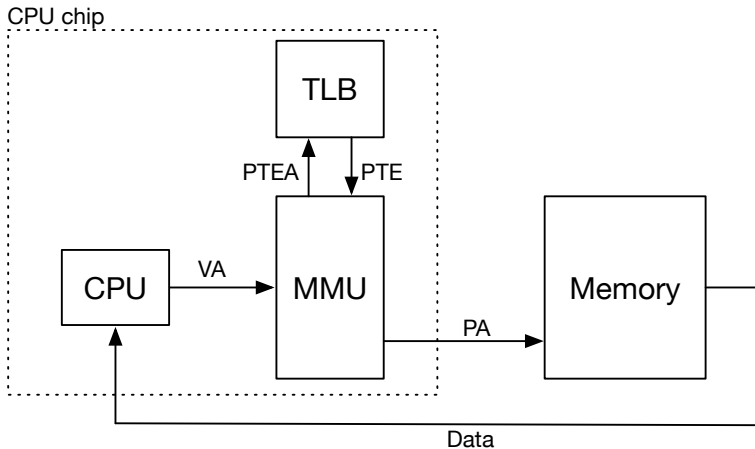 CPU chip
TLB
PTEA
PTE
CPU
VA
MMU
PA
Memory
Data